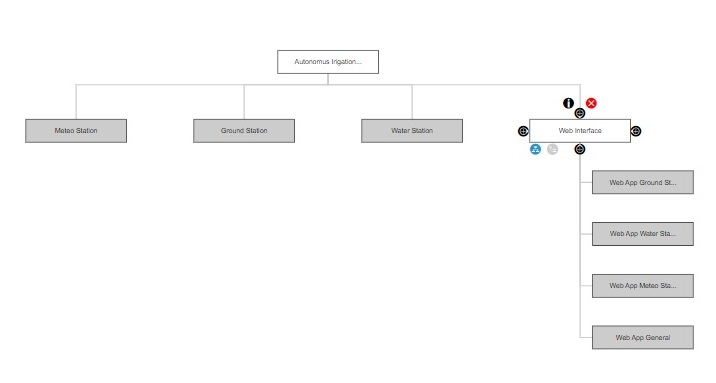 Autonomus Irigation...
Meteo Station
Ground Station
Water Station
Web Interface
Web App Ground St...
Web App Water Sta...
Web App Meteo Sta...
Web App General